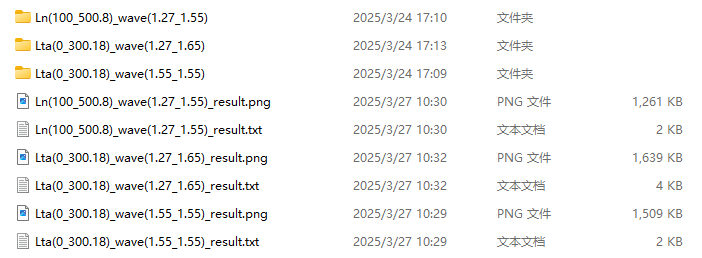 Ln(100_500.8)_wave(1.27_1.55) 2025/3/24 17:10 文件夹
Lta(0_300.18)_wave(1.27_1.65) 2025/3/24 17:13 文件夹
Lta(0_300.18)_wave(1.55_1.55) 2025/3/24 17:09 文件夹
Ln(100_500.8)_wave(1.27_1.55)_result.png 2025/3/27 10:30 PNG 文件 1,261 KB
Ln(100_500.8)_wave(1.27_1.55)_result.txt 2025/3/27 10:30 文本文档 2 KB
Lta(0_300.18)_wave(1.27_1.65)_result.png 2025/3/27 10:32 PNG 文件 1,639 KB
Lta(0_300.18)_wave(1.27_1.65)_result.txt 2025/3/27 10:32 文本文档 4 KB
Lta(0_300.18)_wave(1.55_1.55)_result.png 2025/3/27 10:29 PNG 文件 1,509 KB
Lta(0_300.18)_wave(1.55_1.55)_result.txt 2025/3/27 10:29 文本文档 2 KB